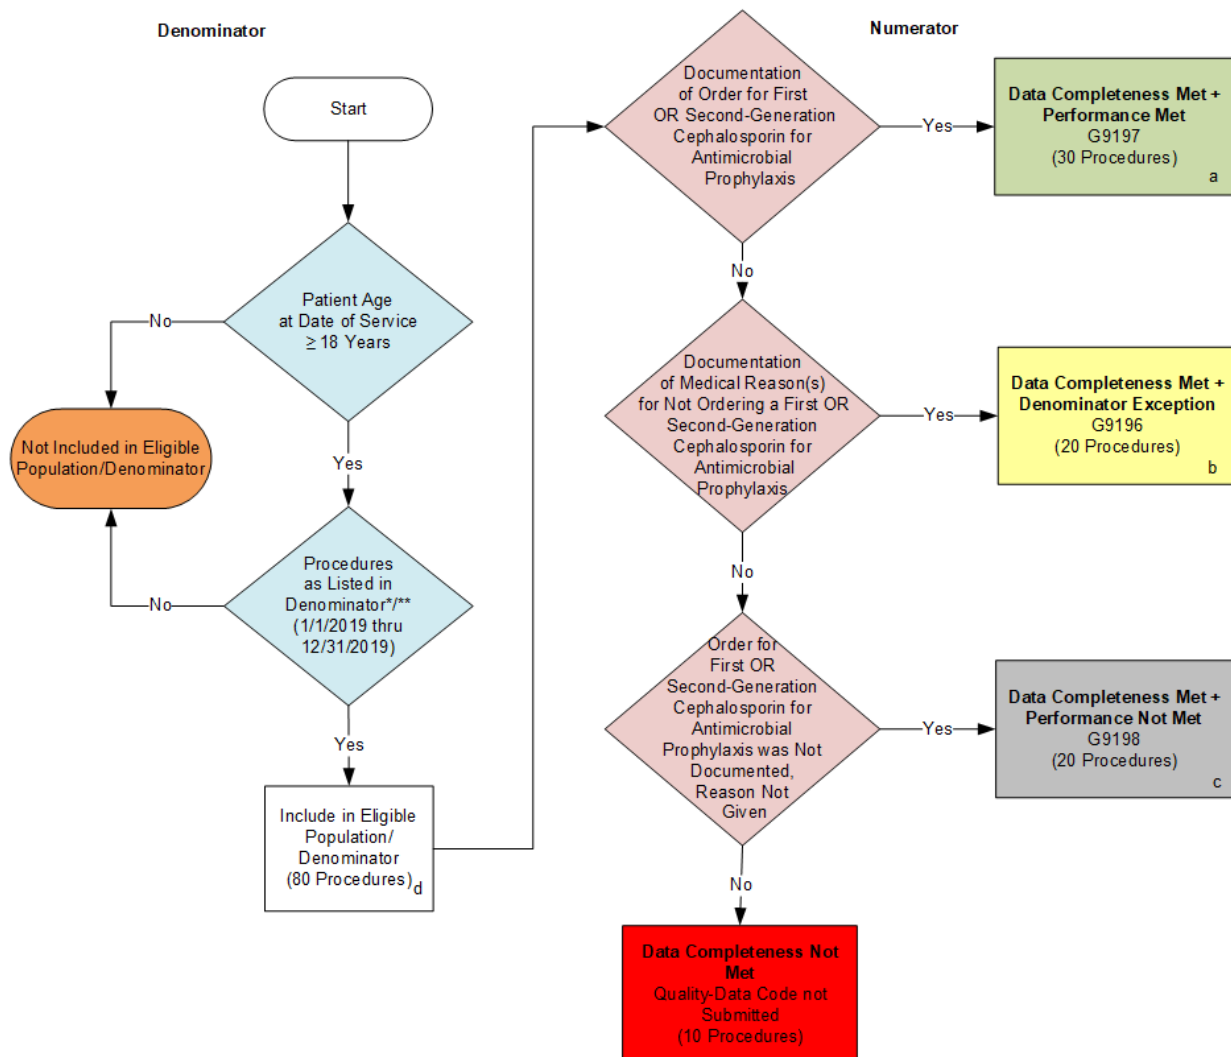 Denominator
Numerator
Start
Patient Age
at Date of Service
≥ 18 Years
No
Not Included in Eligible
Population/Denominator
Yes
Procedures
as Listed in
Denominator*/**
(1/1/2019 thru
12/31/2019)
No
Yes
Include in Eligible
Population/
Denominator
(80 Procedures)
d
Documentation
of Order for First
OR Second-Generation
Cephalosporin for
Antimicrobial
Prophylaxis
Yes
Data Completeness Met +
Performance Met
G9197
(30 Procedures)
a
No
Documentation
of Medical Reason(s)
for Not Ordering a First OR
Second-Generation
Cephalosporin for
Antimicrobial
Prophylaxis
Yes
Data Completeness Met +
Denominator Exception
G9196
(20 Procedures)
b
No
Order for
First OR
Second-Generation
Cephalosporin for
Antimicrobial
Prophylaxis was Not
Documented,
Reason Not
Given
Yes
Data Completeness Met +
Performance Not Met
G9198
(20 Procedures)
c
No
Data Completeness Not
Met
Quality-Data Code not
Submitted
(10 Procedures)